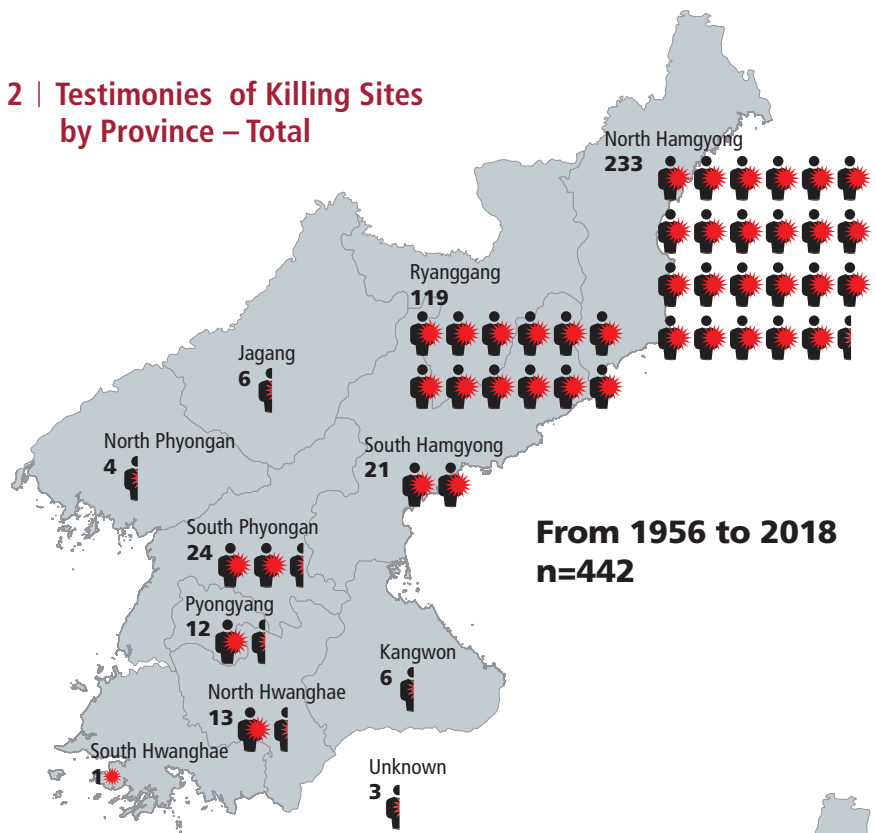 2 | Testimonies of Killing Sites
by Province – Total
North Hamgyong
233
Ryanggang
119
Jagang
6
North Phyongan
4
South Hamgyong
21
South Phyongan
24
From 1956 to 2018
n=442
Pyongyang
12
Kangwon
6
North Hwanghae
13
South Hwanghae
1
Unknown
3